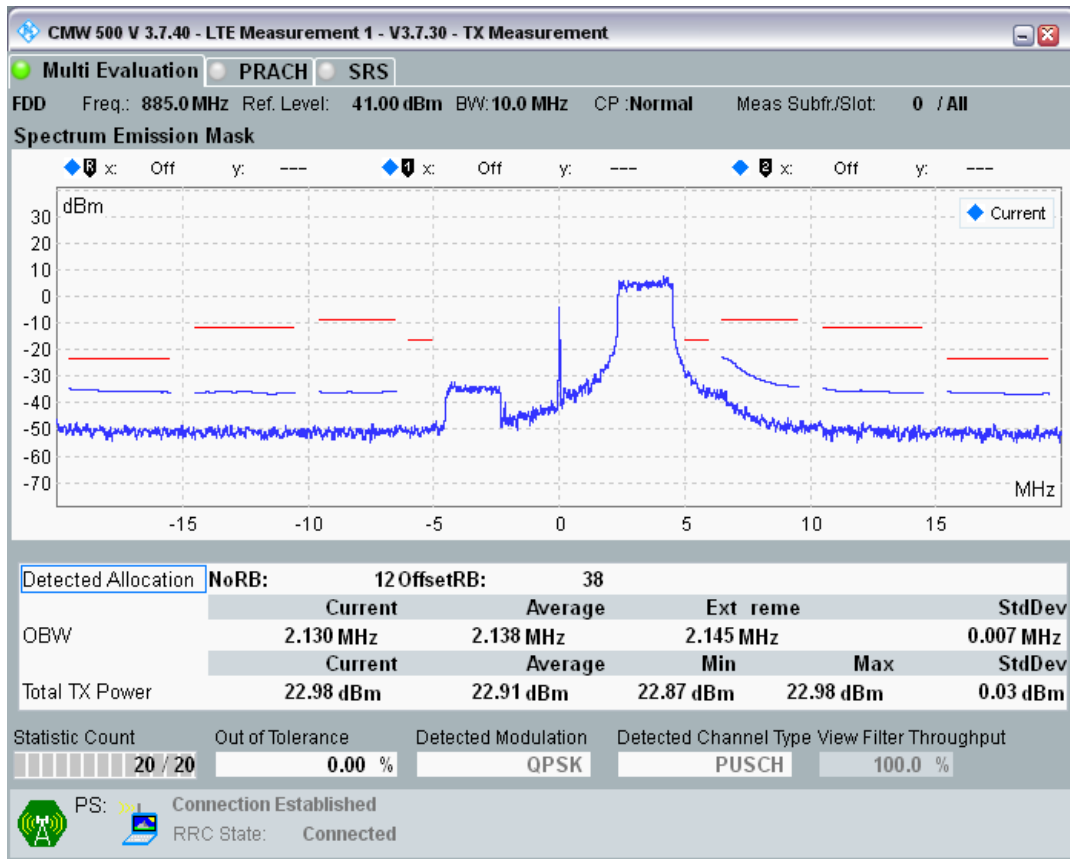 CMW 500 V 3.7.40 - LTE Measurement 1 - V3.7.30 - TX Measurement
Multi Evaluation PRACH SRS
FDD Freq.: 885.0 MHz Ref. Level: 41.00 dBm BW: 10.0 MHz CP :Normal Meas Subfr./Slot: 0 / All
Spectrum Emission Mask
R x: Off y: --- 1 x: Off y: --- 2 x: Off y: ---
dBm
Current
30
20
10
0
-10
-20
-30
-40
-50
-60
-70
MHz
-15 -10 -5 0 5 10 15
Detected Allocation NoRB: 12 OffsetRB: 38
Current Average Ext reme StdDev
OBW 2.130 MHz 2.138 MHz 2.145 MHz 0.007 MHz
Current Average Min Max StdDev
Total TX Power 22.98 dBm 22.91 dBm 22.87 dBm 22.98 dBm 0.03 dBm
Statistic Count Out of Tolerance Detected Modulation Detected Channel Type View Filter Throughput
20 / 20 0.00 % QPSK PUSCH 100.0 %
PS: Connection Established
RRC State: Connected